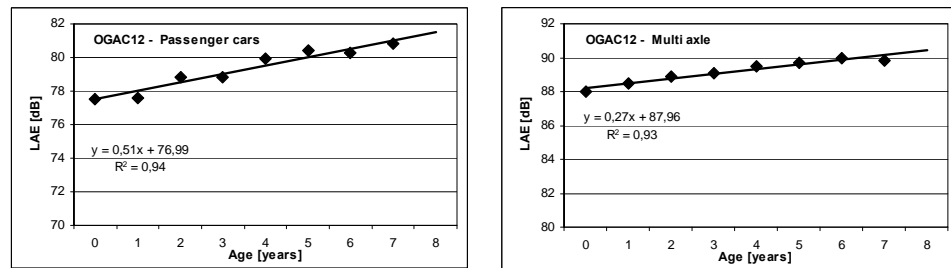 OGAC12 - Passenger cars
LAE [dB]
82
80
78
76
74
72
70
y = 0,51x + 76,99
R² = 0,94
0 1 2 3 4 5 6 7 8
Age [years]
OGAC12 - Multi axle
LAE [dB]
92
90
88
86
84
82
80
y = 0,27x + 87,96
R² = 0,93
0 1 2 3 4 5 6 7 8
Age [years]